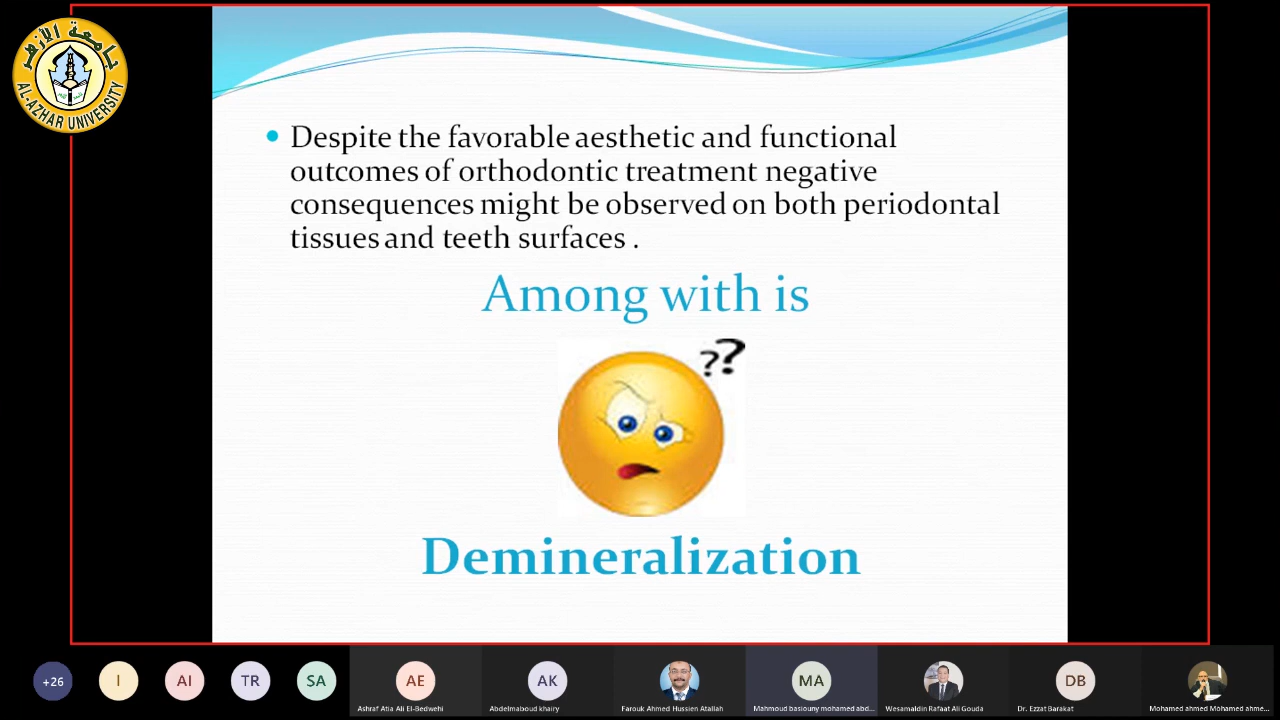 جامعة الأزهر
AL-AZHAR UNIVERSITY
Despite the favorable aesthetic and functional
outcomes of orthodontic treatment negative
consequences might be observed on both periodontal
tissues and teeth surfaces .
Among with is
??
Demineralization
+26
I
AI
TR
SA
AE
AK
MA
DB
Ashraf Atia Ali El-Bedwehi
Abdelmaboud khairy
Farouk Ahmed Hussien Atallah
Mahmoud basiouny mohamed abd...
Wesamaldin Rafaat Ali Gouda
Dr. Ezzat Barakat
Mohamed ahmed Mohamed ahme...